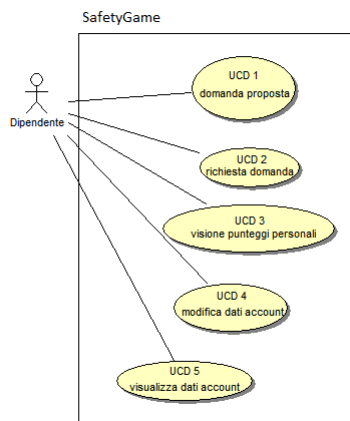 SafetyGame
UCD 1
domanda proposta
Dipendente
UCD 2
richiesta domanda
UCD 3
visione punteggi personali
UCD 4
modifica dati account
UCD 5
visualizza dati account